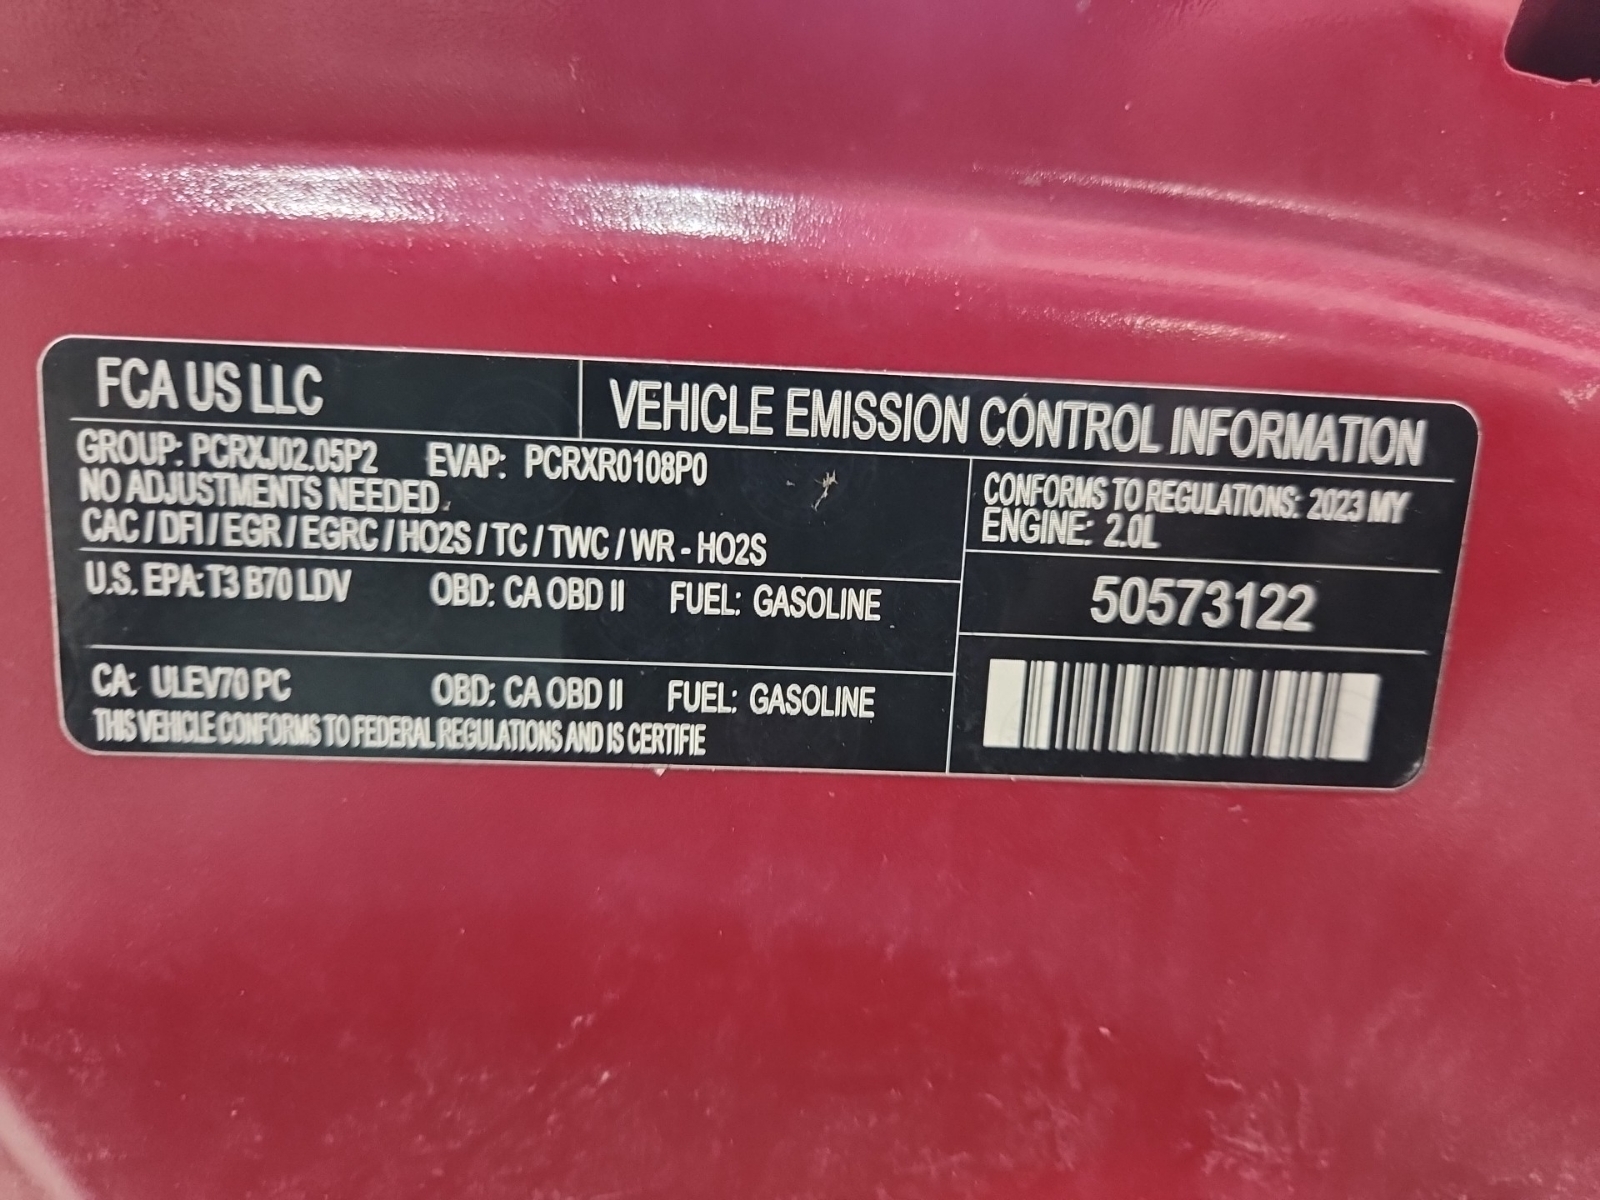 FCA US LLC
VEHICLE EMISSION CONTROL INFORMATION
GROUP: PCRXJ02.05P2 EVAP: PCRXR0108P0
NO ADJUSTMENTS NEEDED
CAC / DFI / EGR / EGRC / HO2S / TC / TWC / WR - HO2S
U.S. EPA: T3 B70 LDV OBD: CA OBD II FUEL: GASOLINE
CA: ULEV70 PC OBD: CA OBD II FUEL: GASOLINE
THIS VEHICLE CONFORMS TO FEDERAL REGULATIONS AND IS CERTIFIE
CONFORMS TO REGULATIONS: 2023 MY
ENGINE: 2.0L
50573122